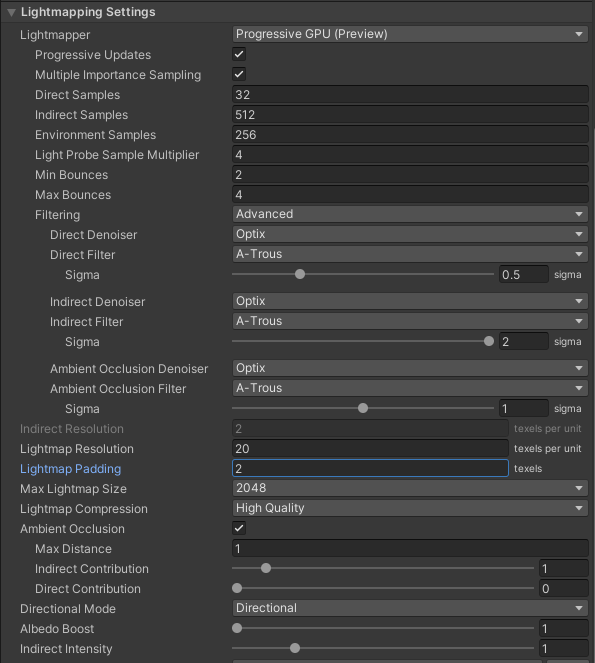 Lightmapping Settings
Lightmapper Progressive GPU (Preview)
Progressive Updates
Multiple Importance Sampling
Direct Samples 32
Indirect Samples 512
Environment Samples 256
Light Probe Sample Multiplier 4
Min Bounces 2
Max Bounces 4
Filtering Advanced
Direct Denoiser Optix
Direct Filter A-Trous
Sigma 0.5 sigma
Indirect Denoiser Optix
Indirect Filter A-Trous
Sigma 2 sigma
Ambient Occlusion Denoiser Optix
Ambient Occlusion Filter A-Trous
Sigma 1 sigma
Indirect Resolution 2 texels per unit
Lightmap Resolution 20 texels per unit
Lightmap Padding 2 texels
Max Lightmap Size 2048
Lightmap Compression High Quality
Ambient Occlusion
Max Distance 1
Indirect Contribution 1
Direct Contribution 0
Directional Mode Directional
Albedo Boost 1
Indirect Intensity 1